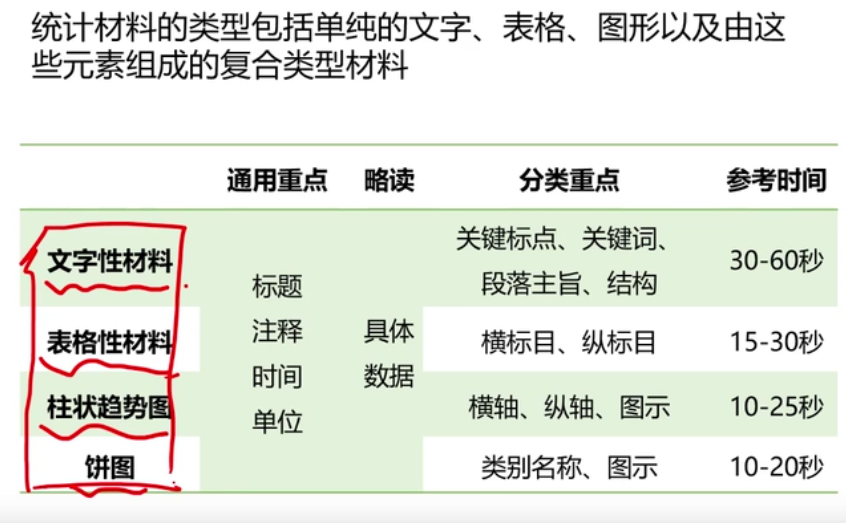 统计材料的类型包括单纯的文字、表格、图形以及由这
些元素组成的复合类型材料
通用重点 略读 分类重点 参考时间
文字性材料
关键标点、关键词、
段落主旨、结构
30-60秒
标题
注释
时间
单位
具体
数据
表格性材料 横标目、纵标目 15-30秒
柱状趋势图 横轴、纵轴、图示 10-25秒
饼图 类别名称、图示 10-20秒